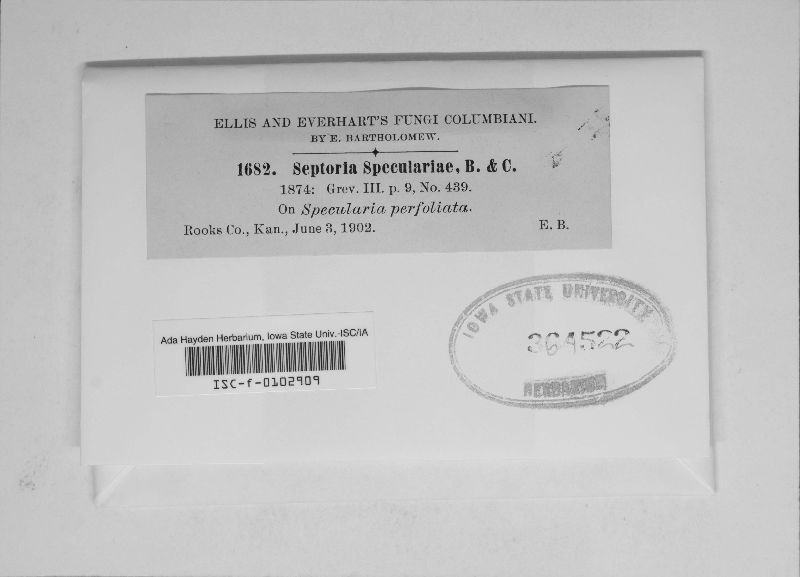 ELLIS AND EVERHART'S FUNGI COLUMBIANI.
BY E. BARTHOLOMEW.
1682. Septoria Speculariae, B. & C.
1874: Grev. III. p. 9, No. 439.
On Specularia perfoliata.
Rooks Co., Kan., June 3, 1902. E. B.
IOWA STATE UNIVERSITY
364522
HERBARIUM
Ada Hayden Herbarium, Iowa State Univ.-ISC/IA
ISC-f-0102909